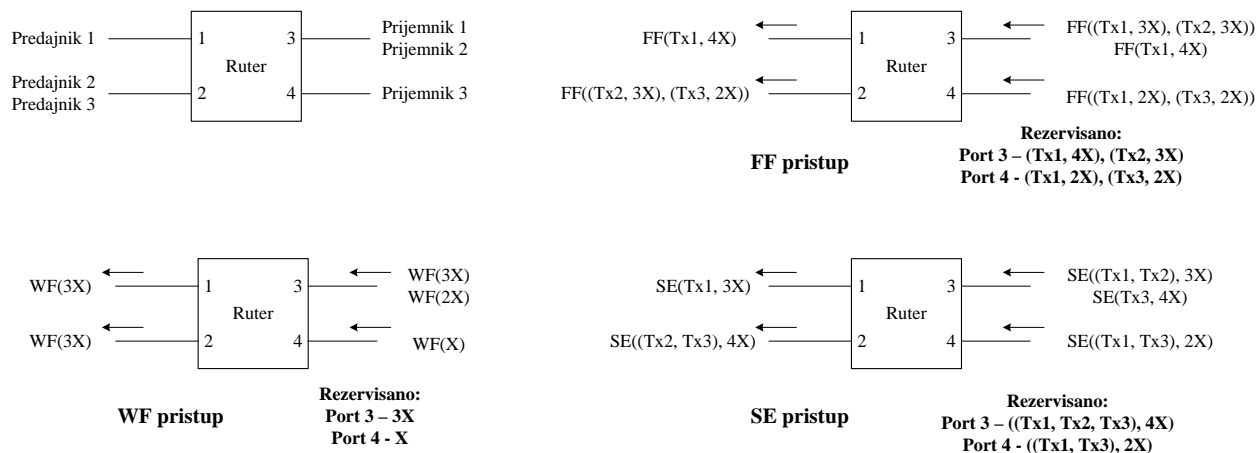 Predajnik 1
Predajnik 2
Predajnik 3
1
2
3
4
Ruter
Prijemnik 1
Prijemnik 2
Prijemnik 3
FF(Tx1, 4X)
FF((Tx2, 3X), (Tx3, 2X))
1
2
3
4
Ruter
FF((Tx1, 3X), (Tx2, 3X))
FF(Tx1, 4X)
FF((Tx1, 2X), (Tx3, 2X))
FF pristup
Rezervisano:
Port 3 – (Tx1, 4X), (Tx2, 3X)
Port 4 - (Tx1, 2X), (Tx3, 2X)
WF(3X)
WF(3X)
1
2
3
4
Ruter
WF(3X)
WF(2X)
WF(X)
WF pristup
Rezervisano:
Port 3 – 3X
Port 4 - X
SE(Tx1, 3X)
SE((Tx2, Tx3), 4X)
1
2
3
4
Ruter
SE((Tx1, Tx2), 3X)
SE(Tx3, 4X)
SE((Tx1, Tx3), 2X)
SE pristup
Rezervisano:
Port 3 – ((Tx1, Tx2, Tx3), 4X)
Port 4 - ((Tx1, Tx3), 2X)